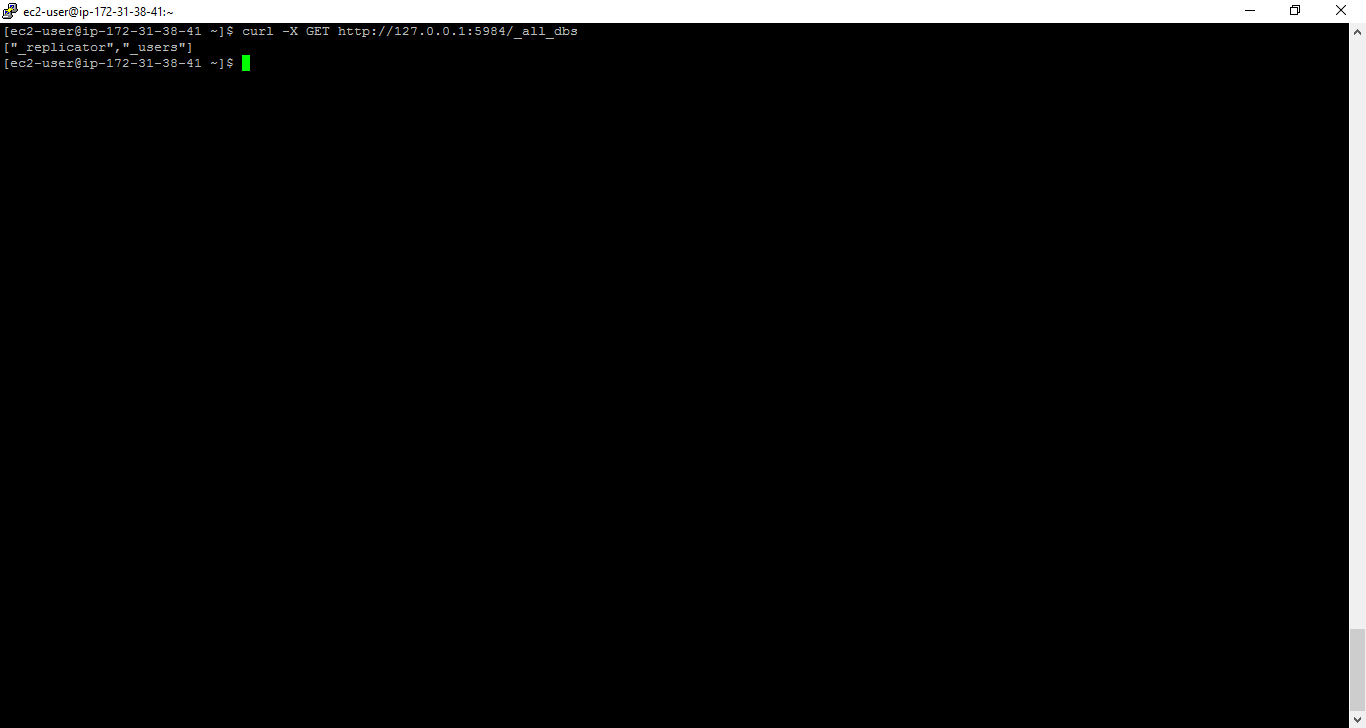 ec2-user@ip-172-31-38-41:~
[ec2-user@ip-172-31-38-41 ~]$ curl -X GET http://127.0.0.1:5984/_all_dbs
["_replicator","_users"]
[ec2-user@ip-172-31-38-41 ~]$